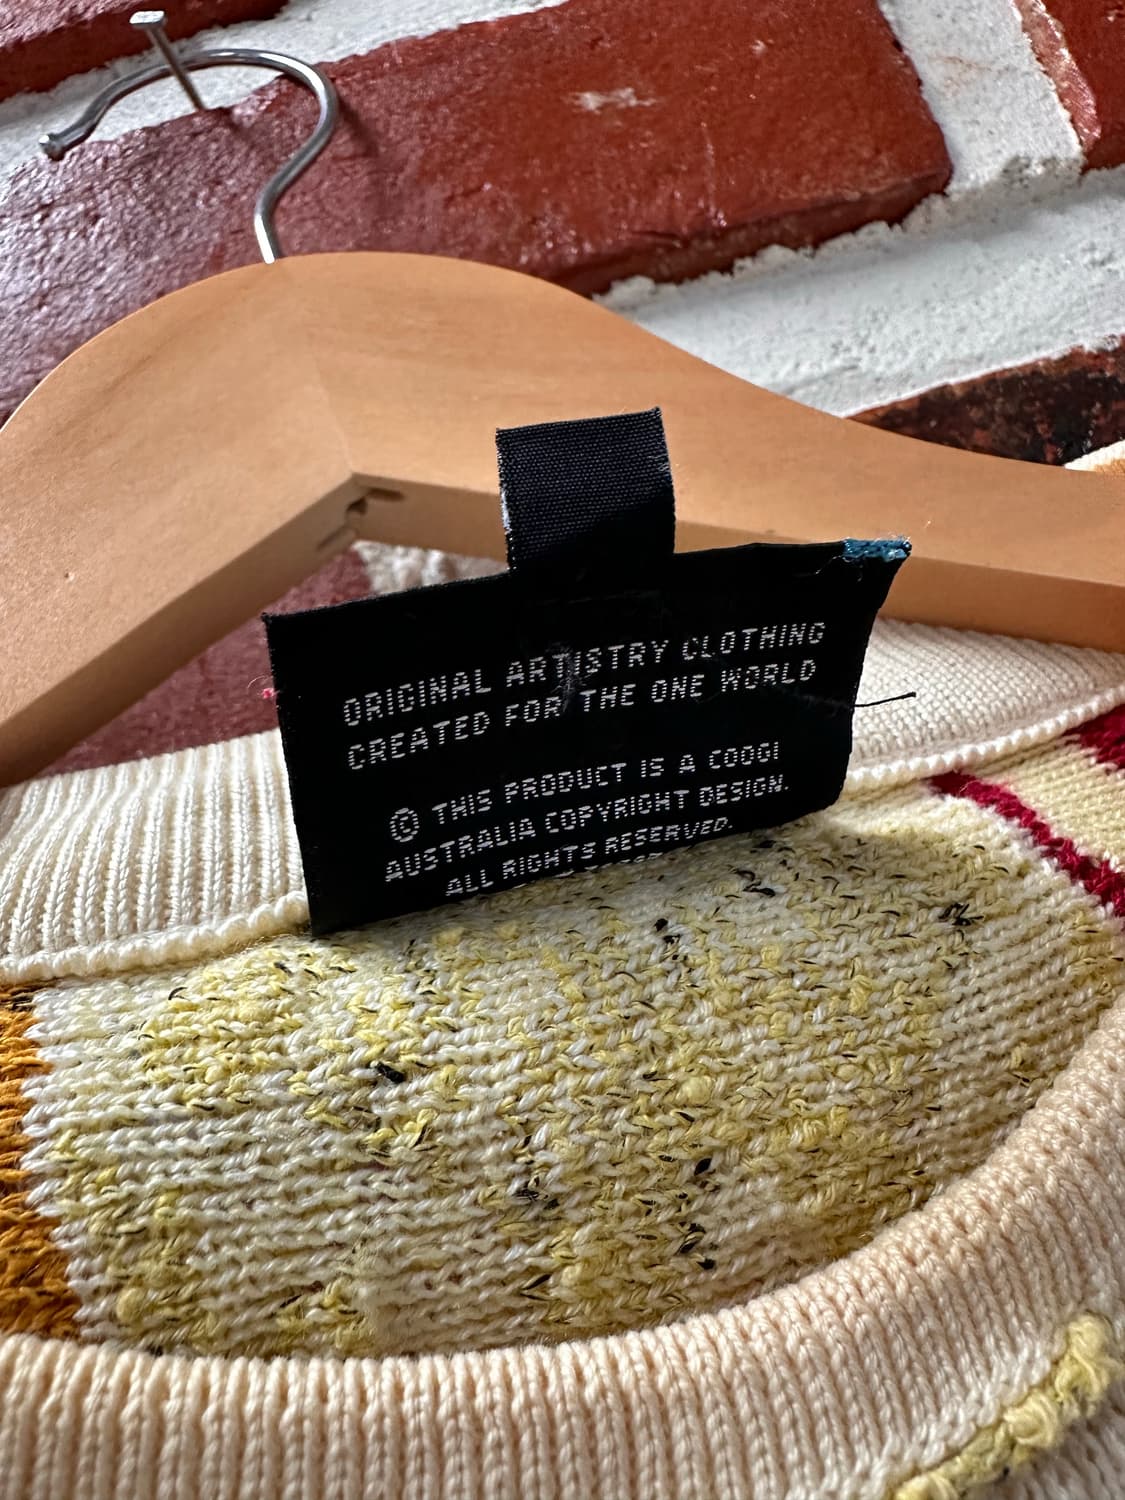 ORIGINAL ARTISTRY CLOTHING
CREATED FOR THE ONE WORLD
© THIS PRODUCT IS A COOGI
AUSTRALIA COPYRIGHT DESIGN.
ALL RIGHTS RESERVED.